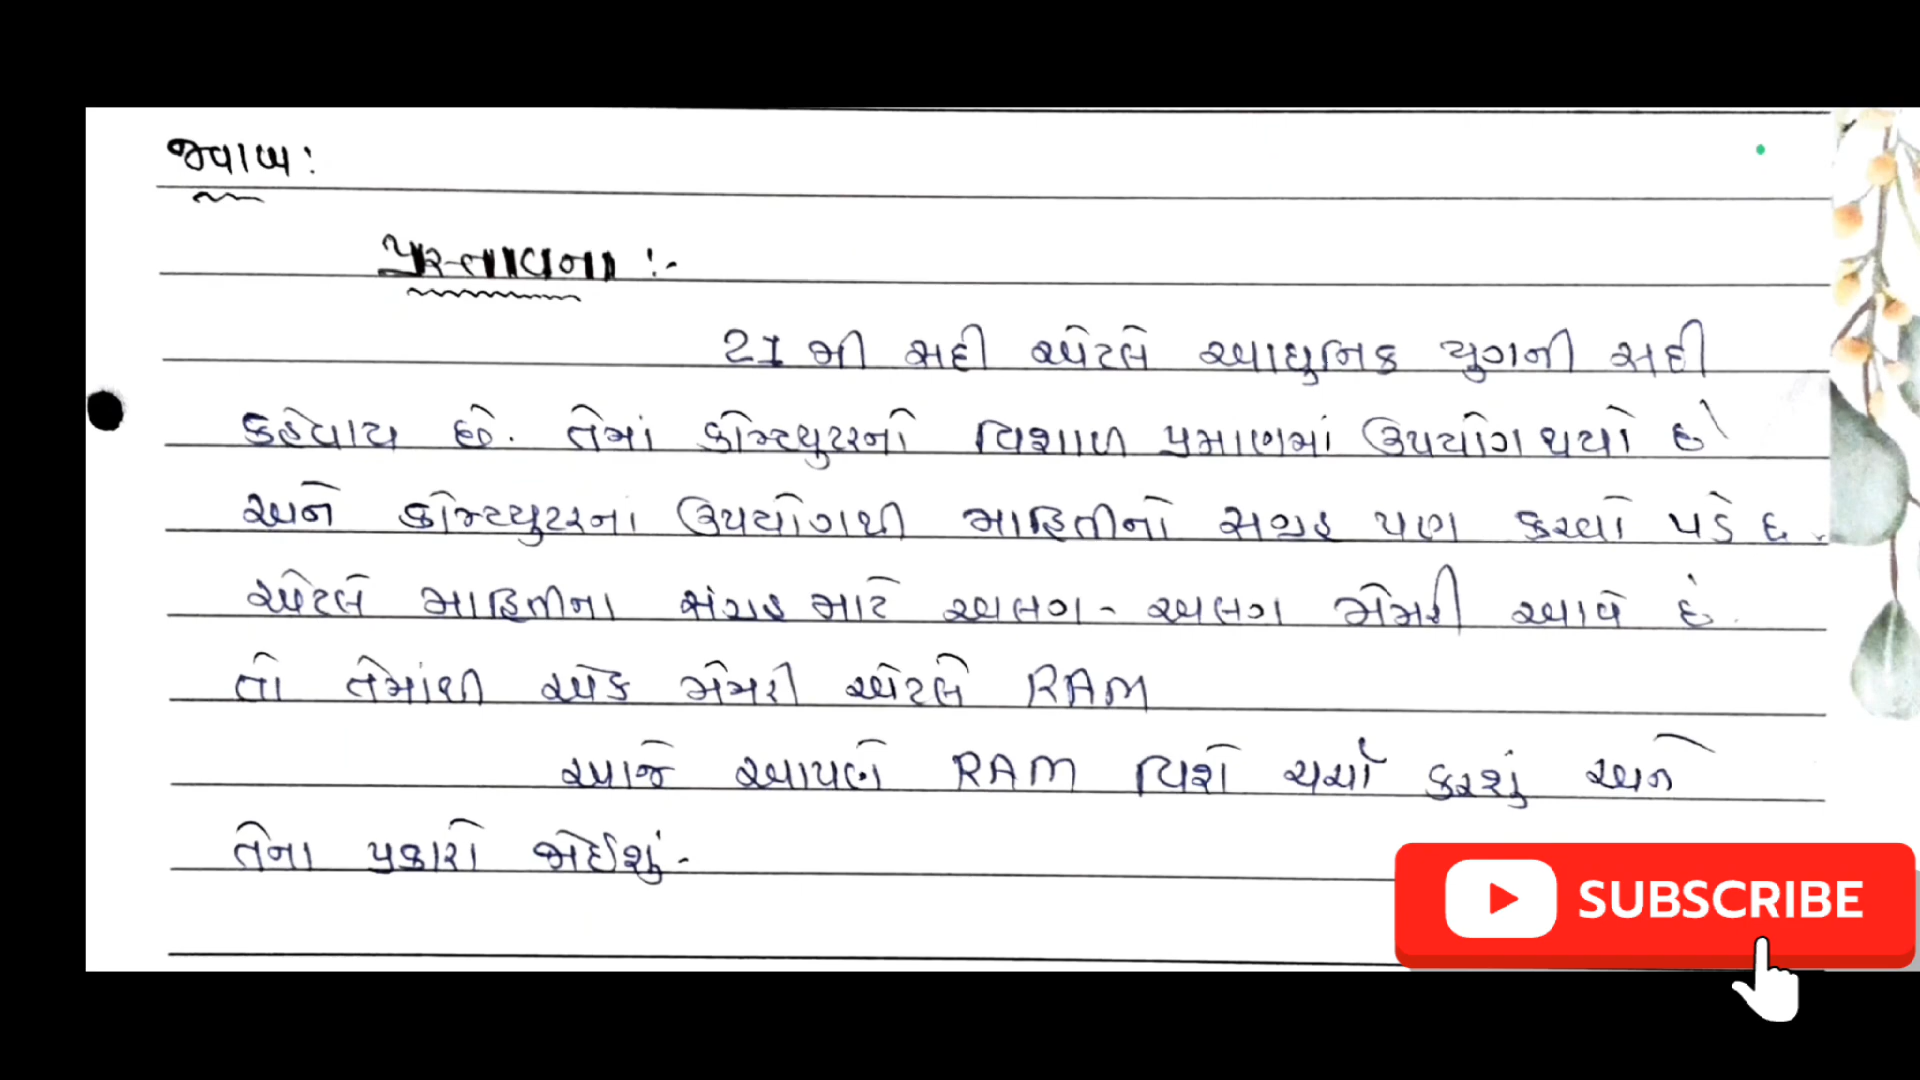 જવાબ:
પ્રસ્તાવના :-
21 મી સદી એટલે આધુનિક યુગની સદી
કહેવાય છે. તેમાં કોમ્પ્યુટરનો વિશાળ પ્રમાણમાં ઉપયોગ થયો છે
અને કોમ્પ્યુટરના ઉપયોગથી માહિતીનો સંગ્રહ પણ કરવો પડે છે.
એટલે માહિતીના સંગ્રહ માટે અલગ - અલગ મેમરી આવે છે.
તો તેમાંથી એક મેમરી એટલે RAM
આજે આપણે RAM વિશે ચર્ચા કરશું અને
તેના પ્રકારો જોઈશું.
SUBSCRIBE